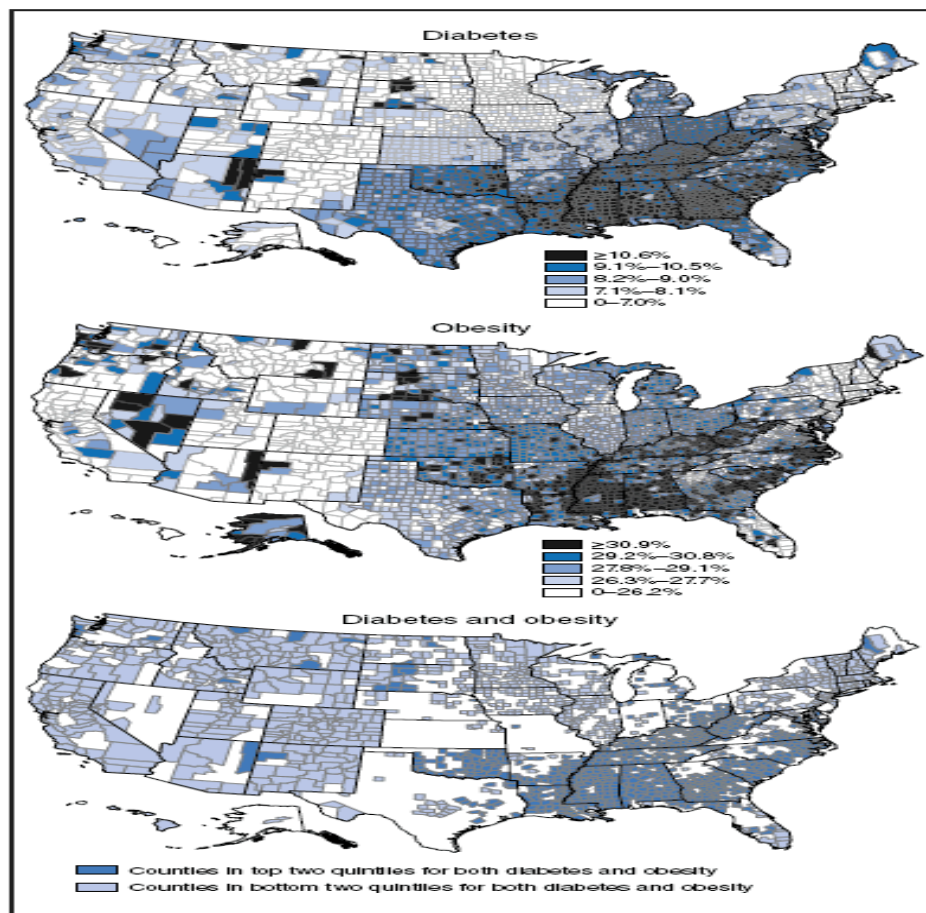 Diabetes
≥10.6%
9.1%–10.5%
8.2%–9.0%
7.1%–8.1%
0–7.0%
Obesity
≥30.9%
29.2%–30.8%
27.8%–29.1%
26.3%–27.7%
0–26.2%
Diabetes and obesity
Counties in top two quintiles for both diabetes and obesity
Counties in bottom two quintiles for both diabetes and obesity